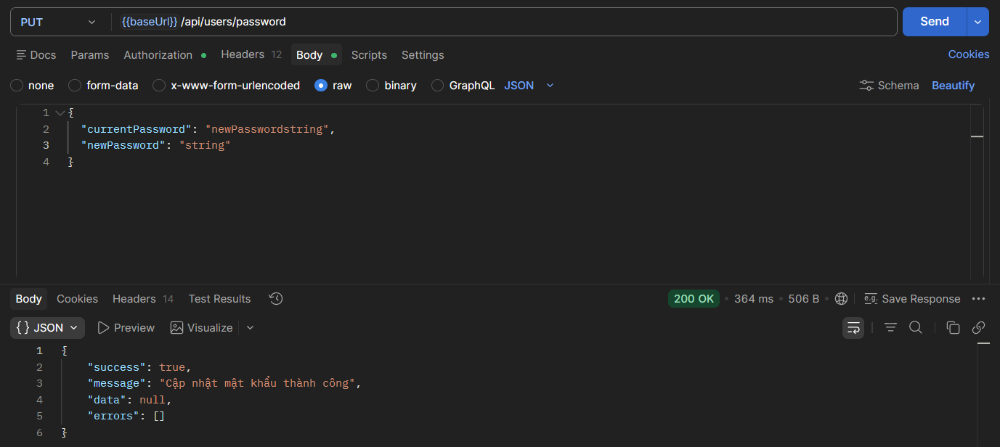 PUT {{baseUrl}} /api/users/password Send
Docs Params Authorization Headers 12 Body Scripts Settings Cookies
none form-data x-www-form-urlencoded raw binary GraphQL JSON Schema Beautify
1 {
2 "currentPassword": "newPasswordstring",
3 "newPassword": "string"
4 }
Body Cookies Headers 14 Test Results 200 OK • 364 ms • 506 B • e.g. Save Response
{} JSON Preview Visualize
1 {
2 "success": true,
3 "message": "Cập nhật mật khẩu thành công",
4 "data": null,
5 "errors": []
6 }